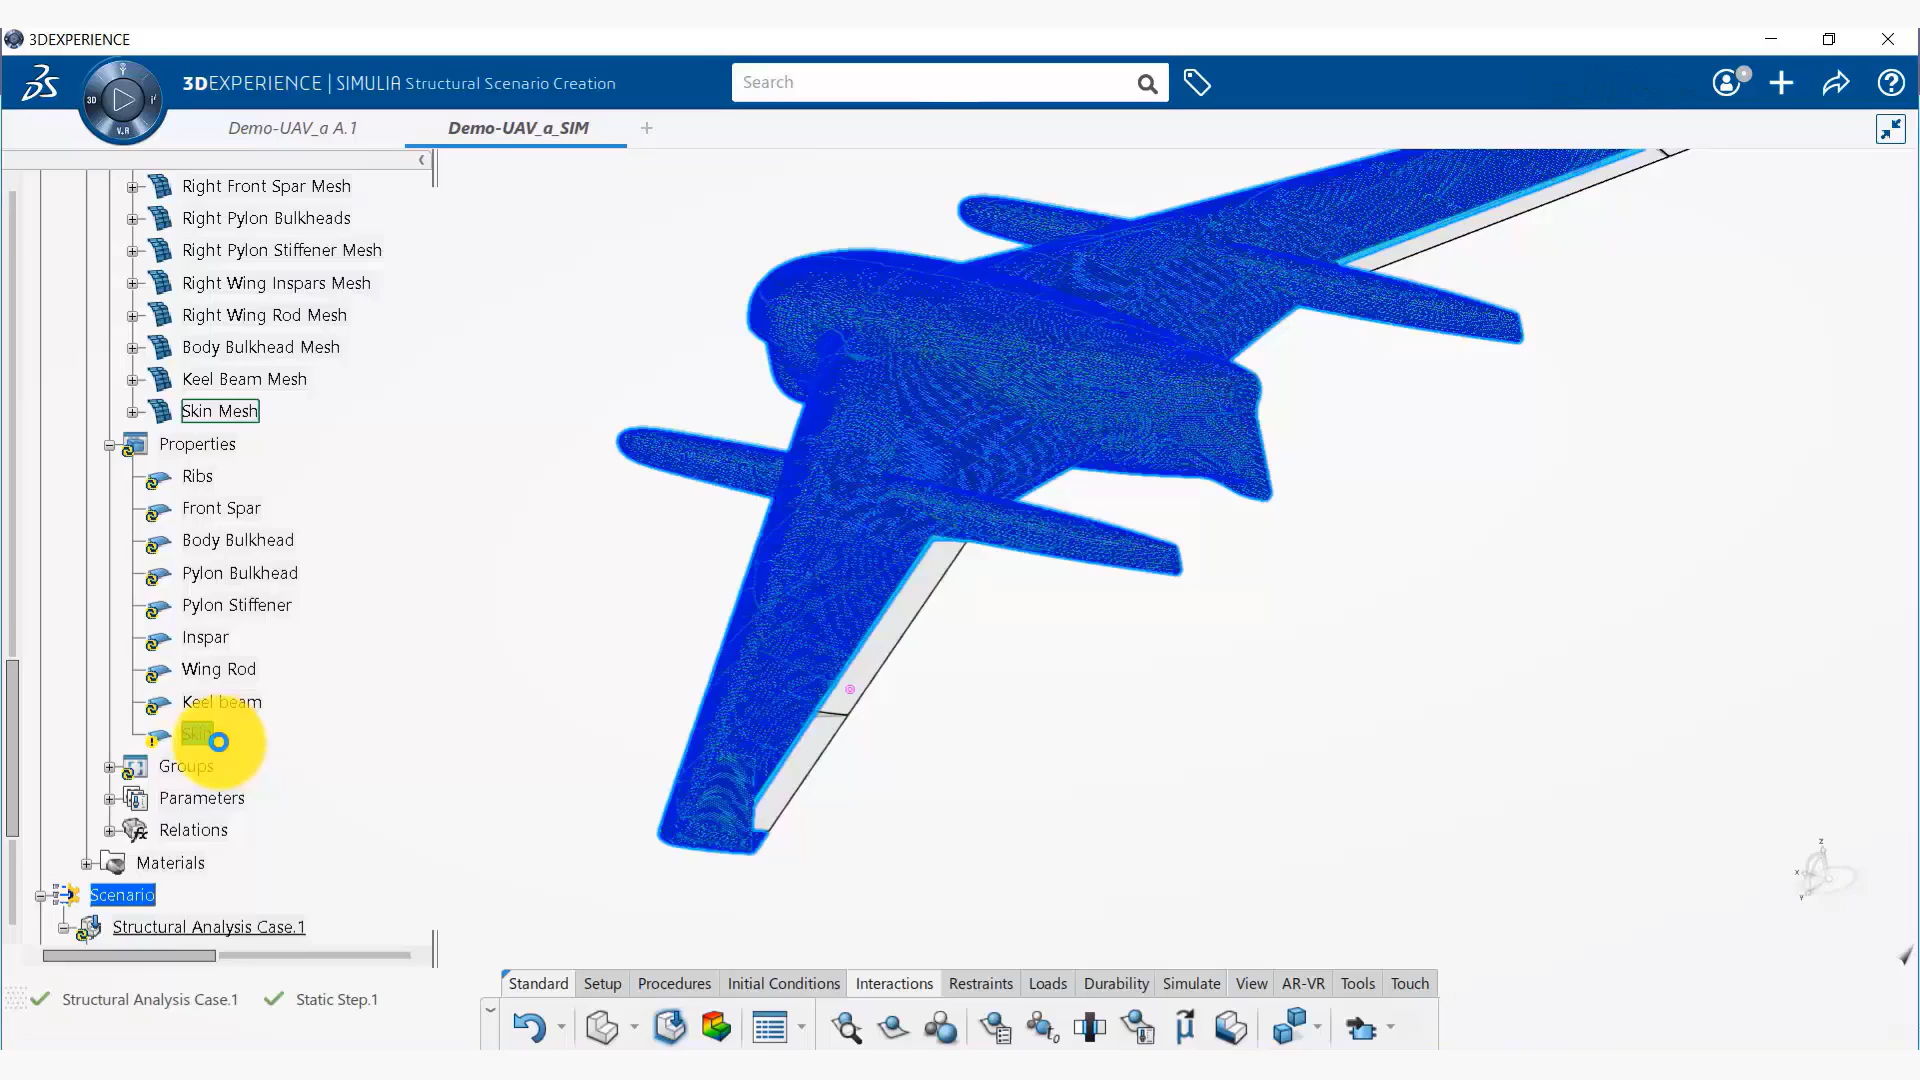 3DEXPERIENCE
3DEXPERIENCE | SIMULIA Structural Scenario Creation
Search
3D
V.R
Demo-UAV_a A.1
Demo-UAV_a_SIM
Right Front Spar Mesh
Right Pylon Bulkheads
Right Pylon Stiffener Mesh
Right Wing Inspars Mesh
Right Wing Rod Mesh
Body Bulkhead Mesh
Keel Beam Mesh
Skin Mesh
Properties
Ribs
Front Spar
Body Bulkhead
Pylon Bulkhead
Pylon Stiffener
Inspar
Wing Rod
Keel beam
Skin
Groups
Parameters
Relations
Materials
Scenario
Structural Analysis Case.1
Structural Analysis Case.1
Static Step.1
z
x
y
Standard Setup Procedures Initial Conditions Interactions Restraints Loads Durability Simulate View AR-VR Tools Touch